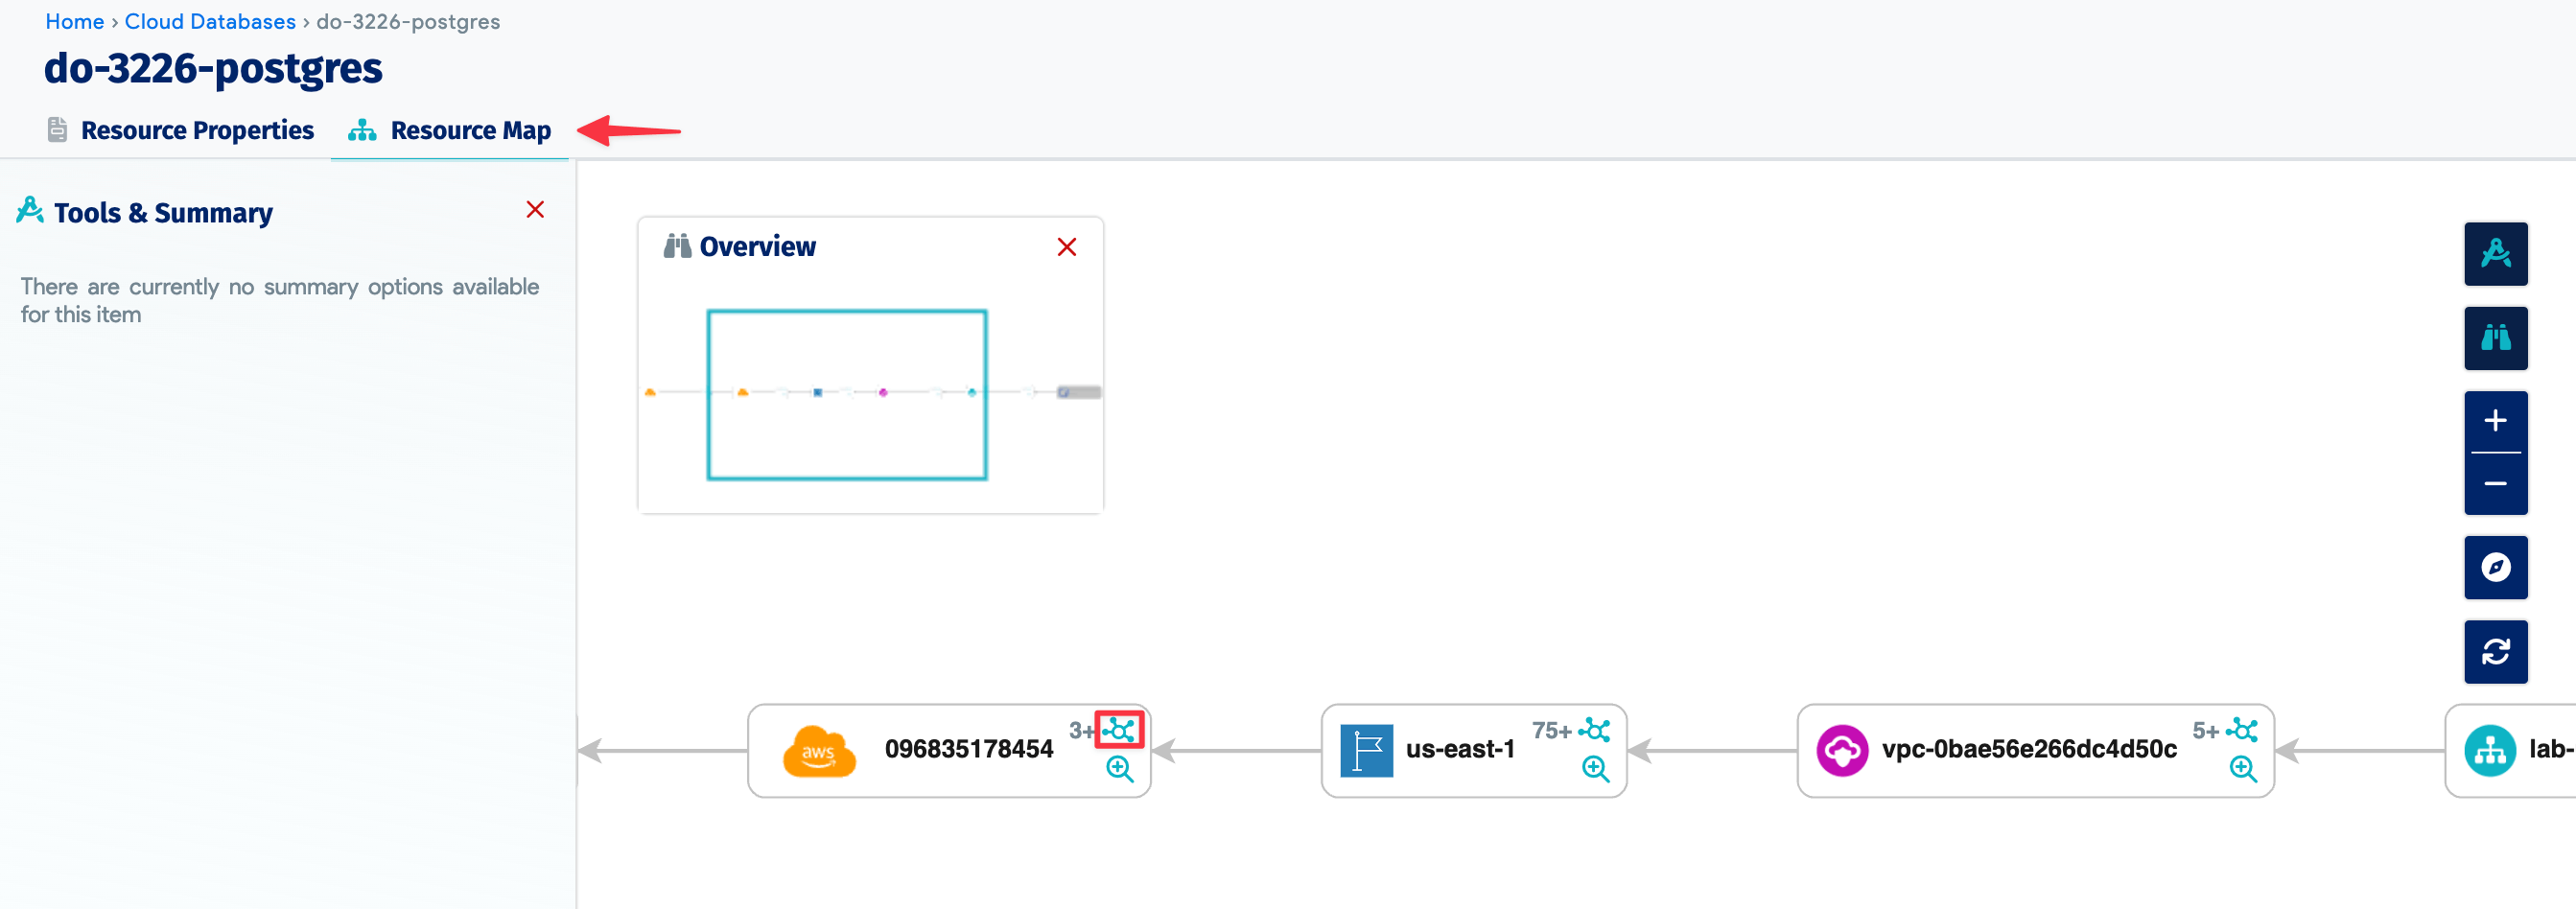 Home › Cloud Databases › do-3226-postgres
do-3226-postgres
Resource Properties Resource Map
Tools & Summary
There are currently no summary options available
for this item
Overview
aws 096835178454 3+
us-east-1 75+
vpc-0bae56e266dc4d50c 5+
lab-